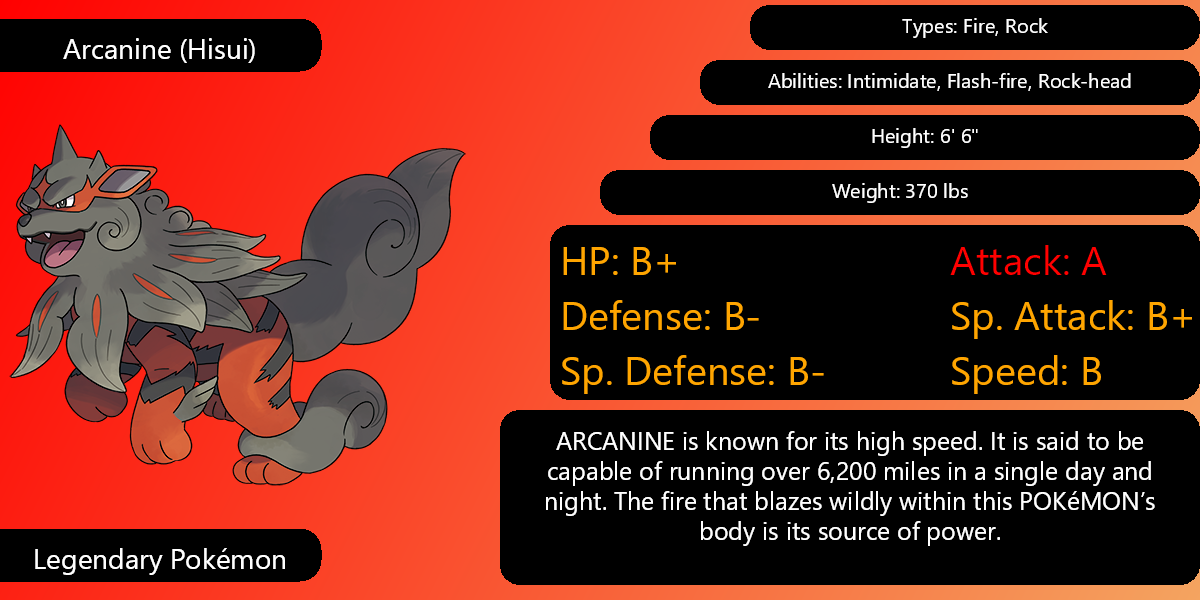 Arcanine (Hisui)
Types: Fire, Rock
Abilities: Intimidate, Flash-fire, Rock-head
Height: 6' 6"
Weight: 370 lbs
HP: B+
Attack: A
Defense: B-
Sp. Attack: B+
Sp. Defense: B-
Speed: B
ARCANINE is known for its high speed. It is said to be
capable of running over 6,200 miles in a single day and
night. The fire that blazes wildly within this POKéMON’s
body is its source of power.
Legendary Pokémon